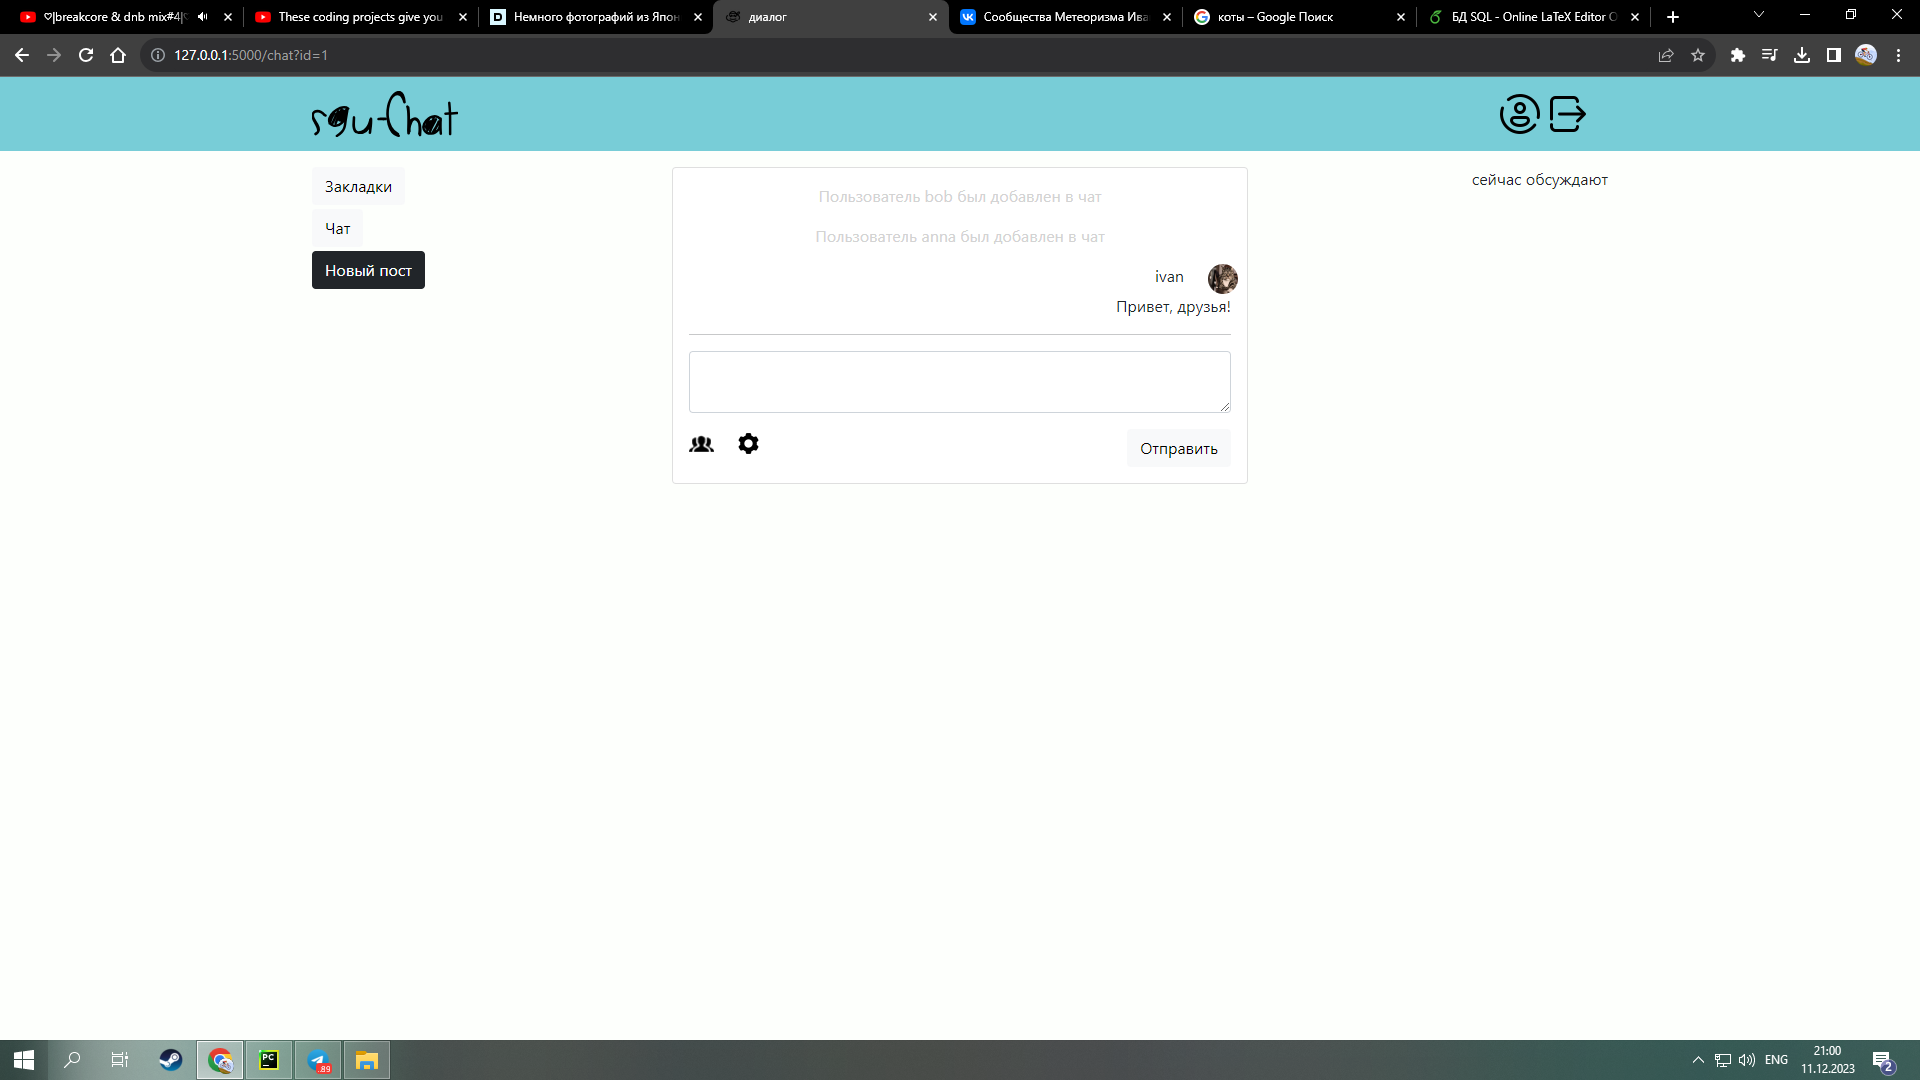 ♡|breakcore & dnb mix#4|♡
These coding projects give you
Немного фотографий из Япон
диалог
Сообщества Метеоризма Ива
коты – Google Поиск
БД SQL - Online LaTeX Editor O
127.0.0.1:5000/chat?id=1
sgu-Chat
Закладки
Чат
Новый пост
Пользователь bob был добавлен в чат
Пользователь anna был добавлен в чат
ivan
Привет, друзья!
Отправить
сейчас обсуждают
PC
89
ENG
21:00
11.12.2023
2